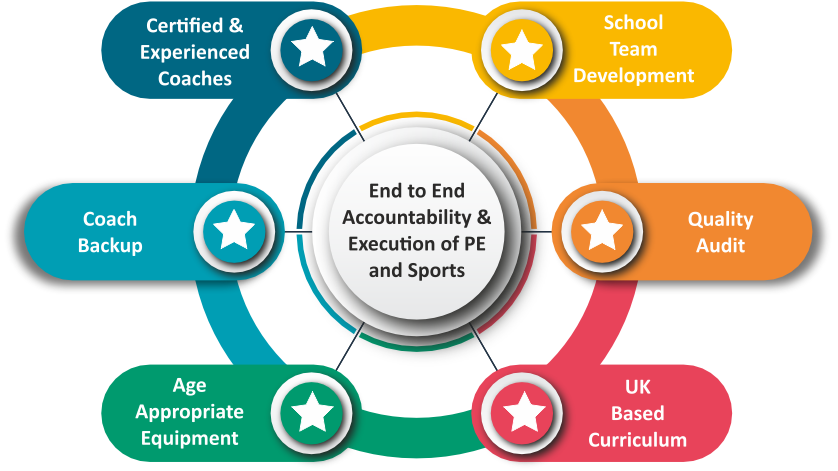 Certified &
Experienced
Coaches
School
Team
Development
Coach
Backup
End to End
Accountability &
Execution of PE
and Sports
Quality
Audit
Age
Appropriate
Equipment
UK
Based
Curriculum